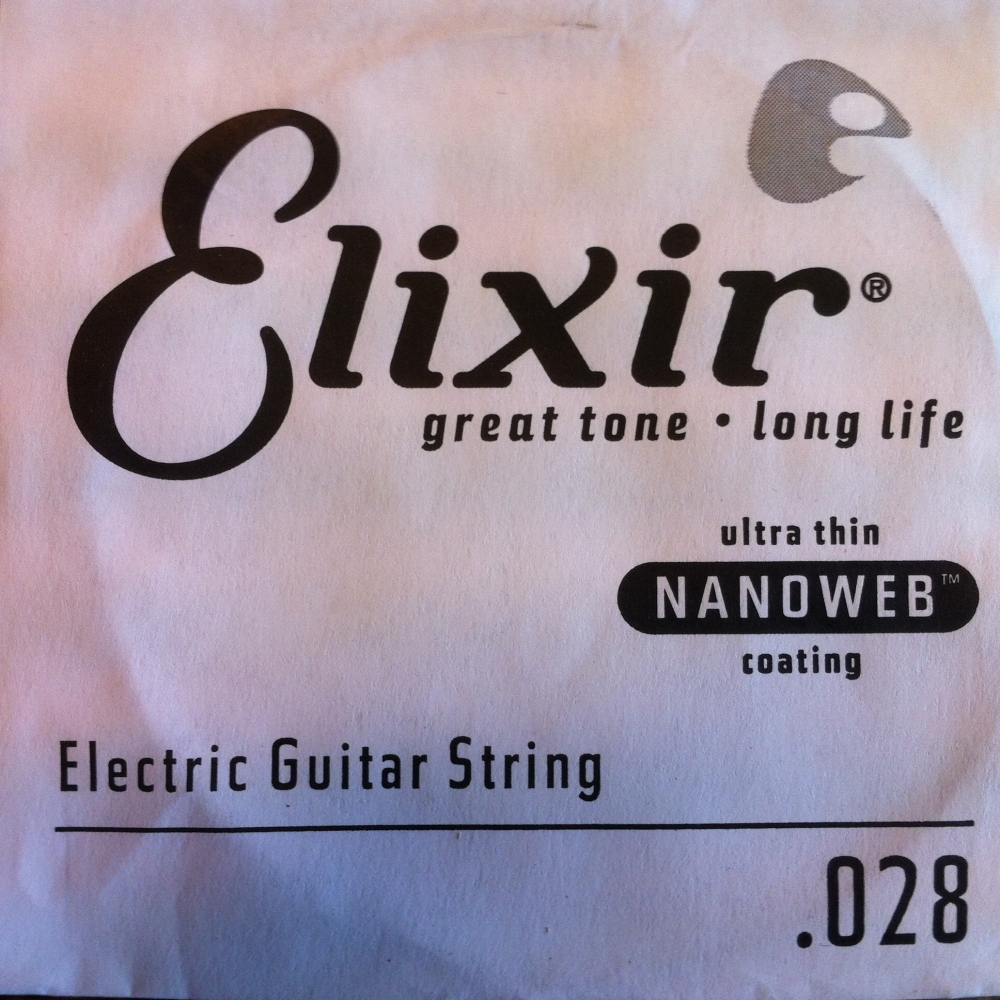 Elixir®
great tone • long life
ultra thin
NANOWEB™
coating
Electric Guitar String
.028